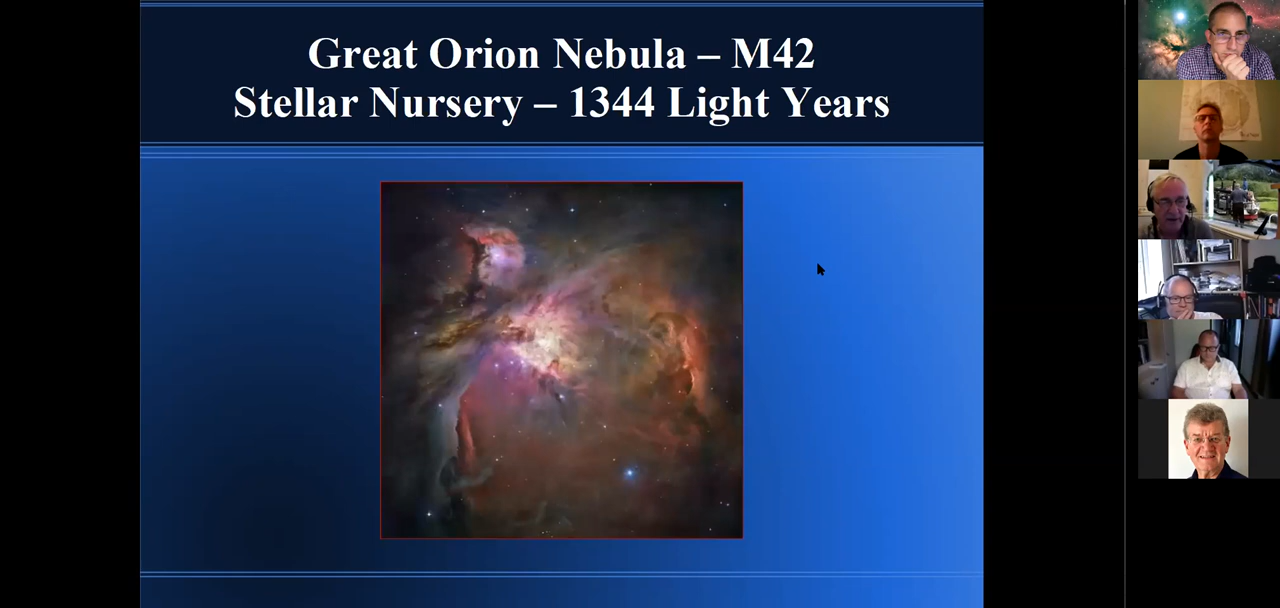 Great Orion Nebula – M42
Stellar Nursery – 1344 Light Years